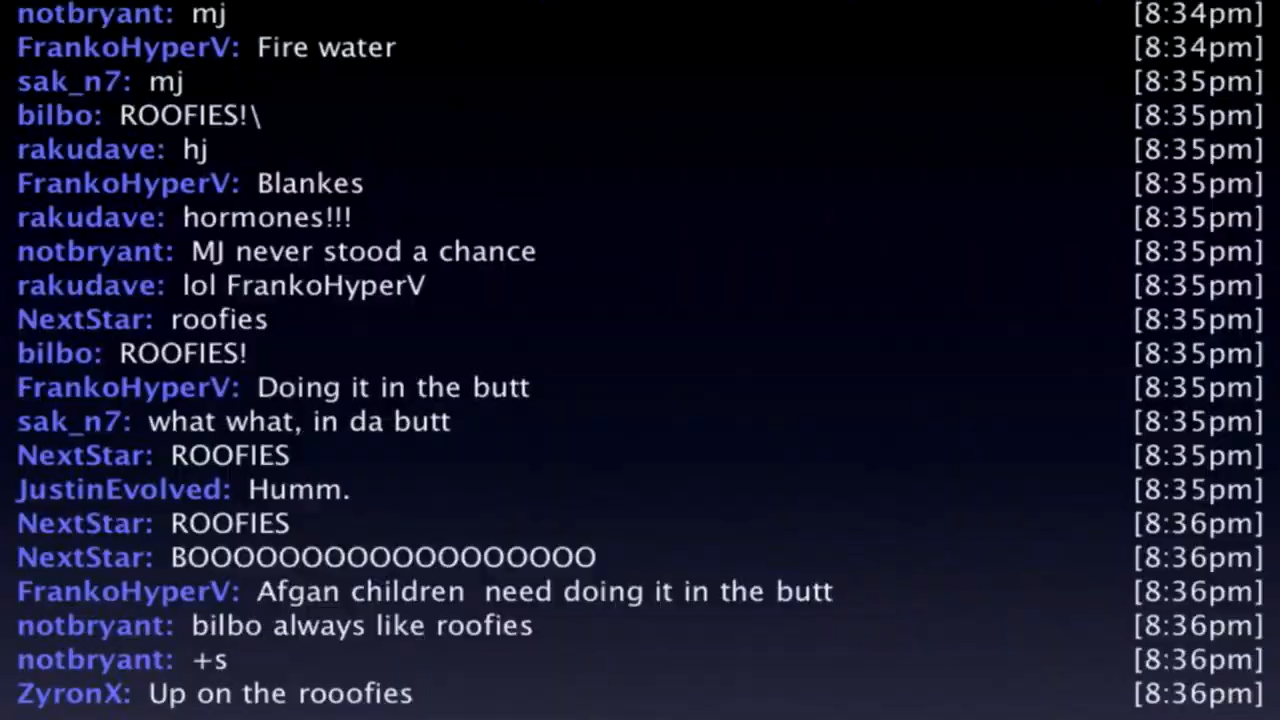 notbryant: mj [8:34pm]
FrankoHyperV: Fire water [8:34pm]
sak_n7: mj [8:35pm]
bilbo: ROOFIES!\ [8:35pm]
rakudave: hj [8:35pm]
FrankoHyperV: Blankes [8:35pm]
rakudave: hormones!!! [8:35pm]
notbryant: MJ never stood a chance [8:35pm]
rakudave: lol FrankoHyperV [8:35pm]
NextStar: roofies [8:35pm]
bilbo: ROOFIES! [8:35pm]
FrankoHyperV: Doing it in the butt [8:35pm]
sak_n7: what what, in da butt [8:35pm]
NextStar: ROOFIES [8:35pm]
JustinEvolved: Humm. [8:35pm]
NextStar: ROOFIES [8:36pm]
NextStar: BOOOOOOOOOOOOOOOOOO [8:36pm]
FrankoHyperV: Afgan children  need doing it in the butt [8:36pm]
notbryant: bilbo always like roofies [8:36pm]
notbryant: +s [8:36pm]
ZyronX: Up on the rooofies [8:36pm]